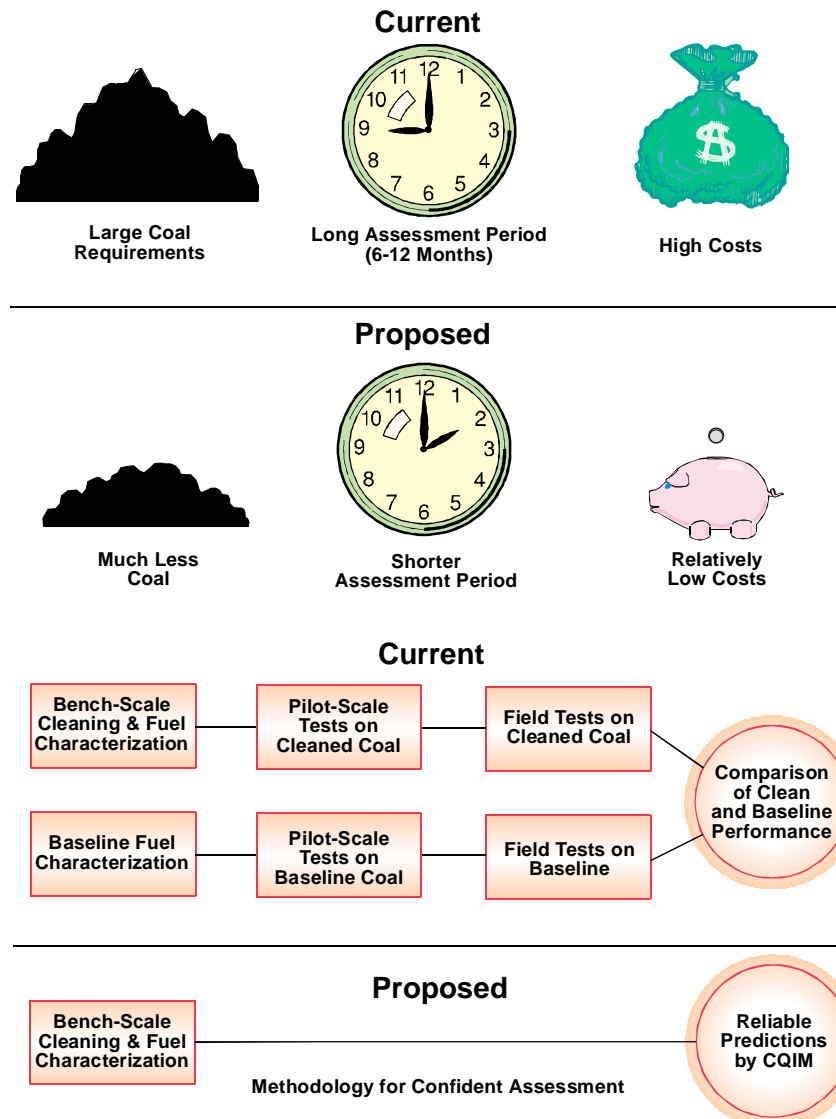 Current
12
11
1
10
2
9
3
8
4
7
5
6
$
Large Coal
Requirements
Long Assessment Period
(6-12 Months)
High Costs
Proposed
12
11
1
10
2
9
3
8
4
7
5
6
Much Less
Coal
Shorter
Assessment Period
Relatively
Low Costs
Current
Bench-Scale
Cleaning & Fuel
Characterization
Pilot-Scale
Tests on
Cleaned Coal
Field Tests on
Cleaned Coal
Comparison
of Clean
and Baseline
Performance
Baseline Fuel
Characterization
Pilot-Scale
Tests on
Baseline Coal
Field Tests on
Baseline
Proposed
Bench-Scale
Cleaning & Fuel
Characterization
Reliable
Predictions
by CQIM
Methodology for Confident Assessment